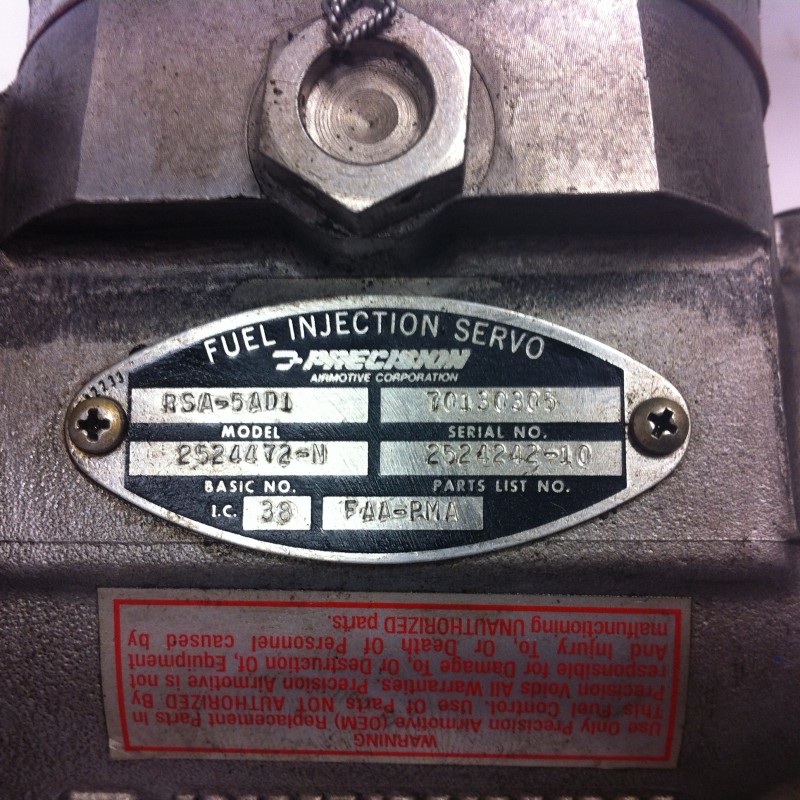 FUEL INJECTION SERVO
PRECISION
AIRMOTIVE CORPORATION
RSA-5AD1 70130305
MODEL SERIAL NO.
2524472-N 2524242-10
BASIC NO. PARTS LIST NO.
I.C. 38 FAA-PMA
WARNING
Use Only Precision Airmotive (OEM) Replacement Parts In
This Fuel Control. Use Of Parts NOT AUTHORIZED BY
Precision Voids All Warranties. Precision Airmotive is not
responsible for Damage To, Or Destruction Of, Equipment
And Injury To, Or Death Of Personnel caused by
malfunctioning UNAUTHORIZED parts.